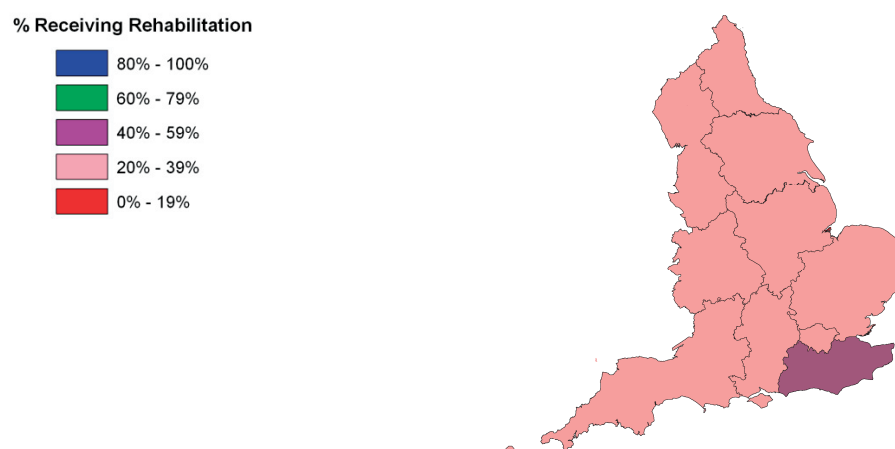 % Receiving Rehabilitation
80% - 100%
60% - 79%
40% - 59%
20% - 39%
0% - 19%